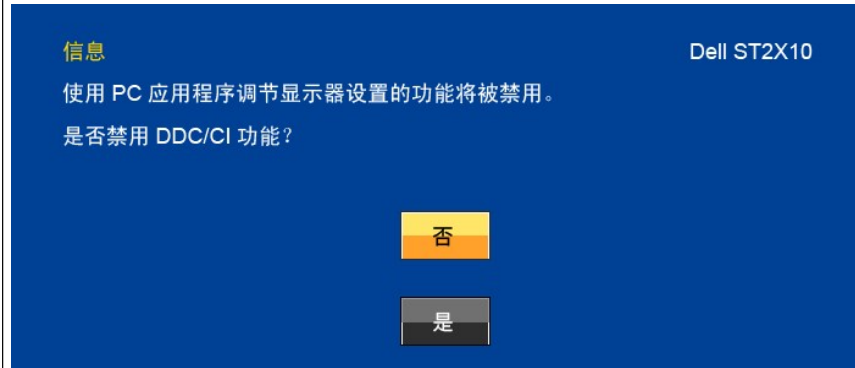 信息 Dell ST2X10
使用 PC 应用程序调节显示器设置的功能将被禁用。
是否禁用 DDC/CI 功能？
否
是